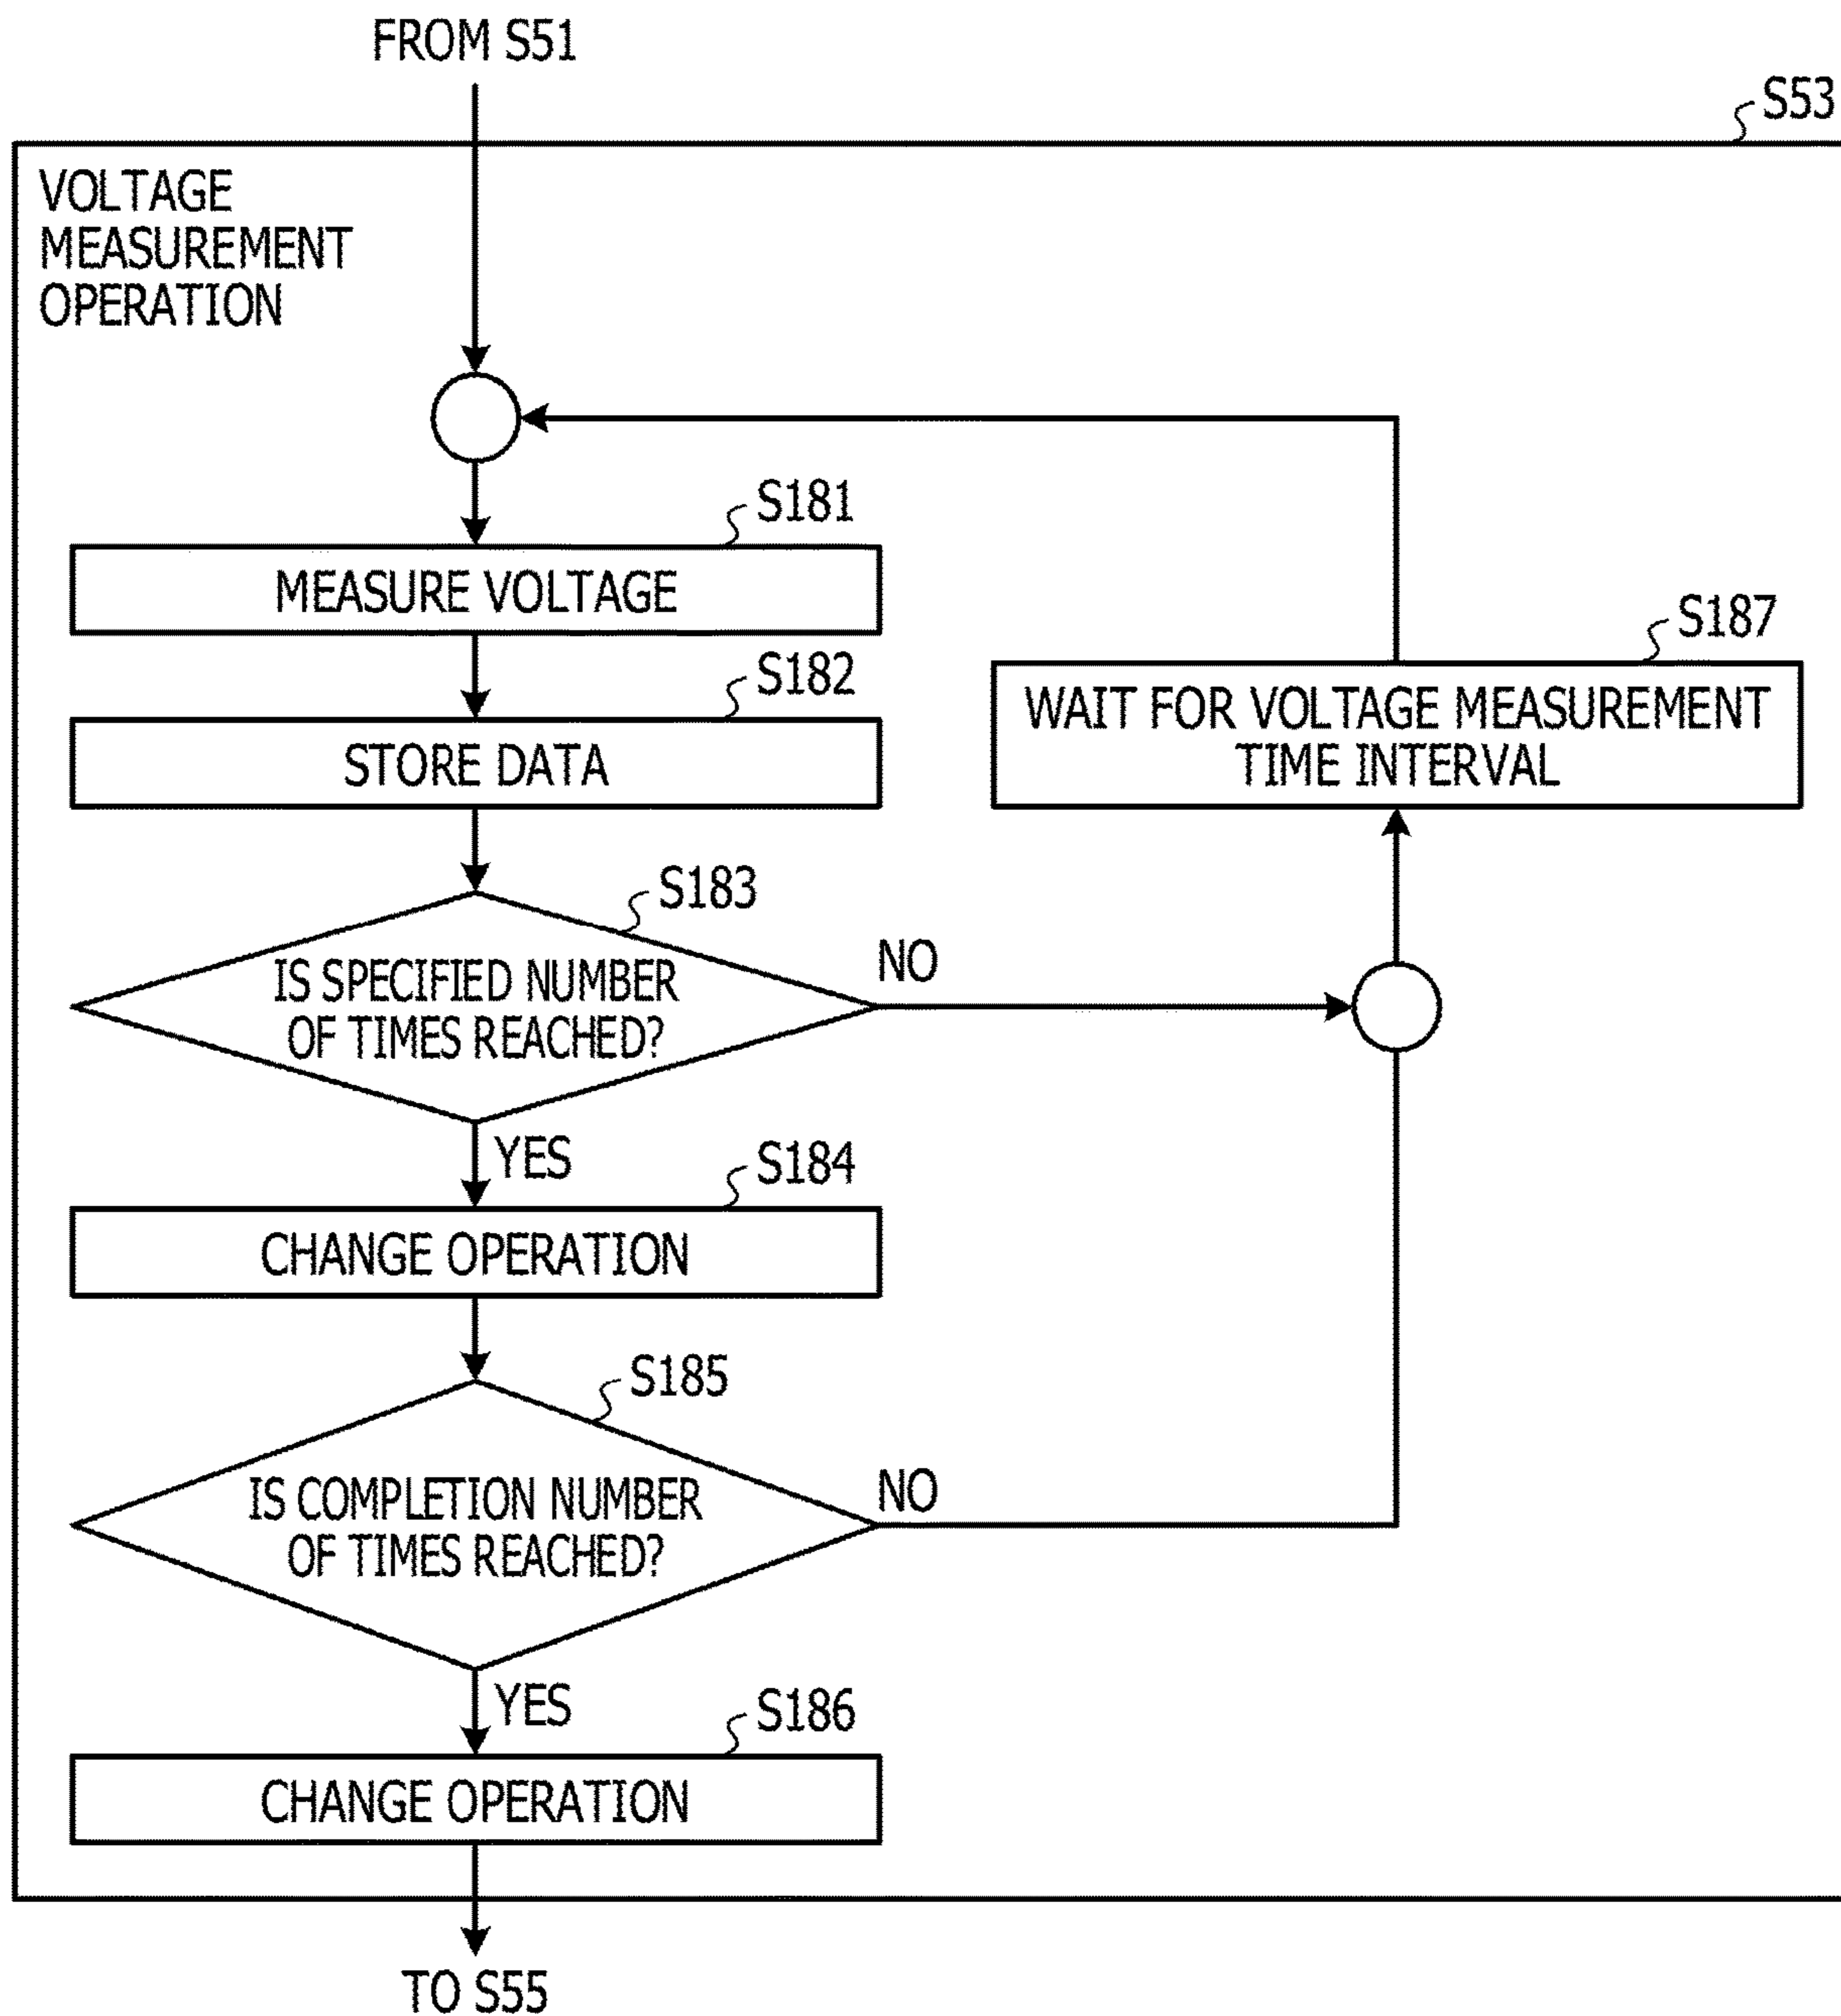 FROM S51
S53
VOLTAGE
MEASUREMENT
OPERATION
S181
MEASURE VOLTAGE
S187
WAIT FOR VOLTAGE MEASUREMENT
TIME INTERVAL
S182
STORE DATA
S183
IS SPECIFIED NUMBER
OF TIMES REACHED?
NO
YES
S184
CHANGE OPERATION
S185
IS COMPLETION NUMBER
OF TIMES REACHED?
NO
YES
S186
CHANGE OPERATION
TO S55